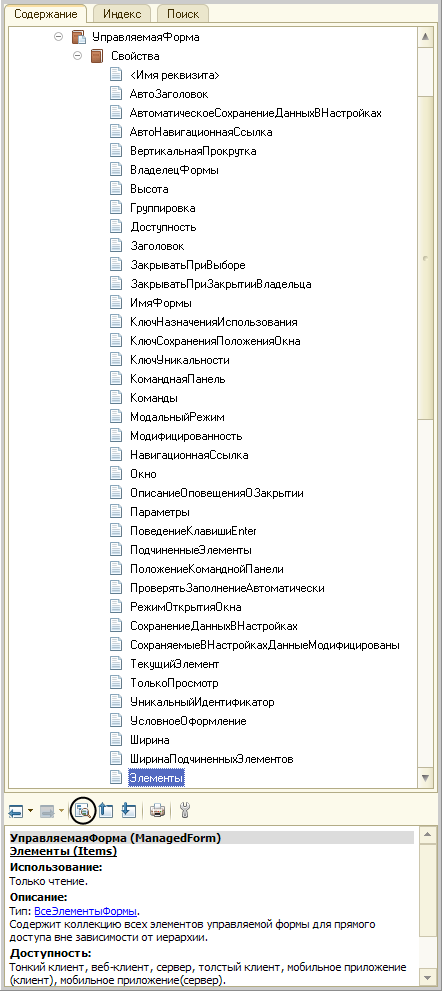 Содержание Индекс Поиск
УправляемаяФорма
Свойства
<Имя реквизита>
АвтоЗаголовок
АвтоматическоеСохранениеДанныхВНастройках
АвтоНавигационнаяСсылка
ВертикальнаяПрокрутка
ВладелецФормы
Высота
Группировка
Доступность
Заголовок
ЗакрыватьПриВыборе
ЗакрыватьПриЗакрытииВладельца
ИмяФормы
КлючНазначенияИспользования
КлючСохраненияПоложенияОкна
КлючУникальности
КоманднаяПанель
Команды
МодальныйРежим
Модифицированность
НавигационнаяСсылка
Окно
ОписаниеОповещенияОЗакрытии
Параметры
ПоведениеКлавишиEnter
ПодчиненныеЭлементы
ПоложениеКоманднойПанели
ПроверятьЗаполнениеАвтоматически
РежимОткрытияОкна
СохранениеДанныхВНастройках
СохраняемыеВНастройкахДанныеМодифицированы
ТекущийЭлемент
ТолькоПросмотр
УникальныйИдентификатор
УсловноеОформление
Ширина
ШиринаПодчиненныхЭлементов
Элементы
УправляемаяФорма (ManagedForm)
Элементы (Items)
Использование:
Только чтение.
Описание:
Тип: ВсеЭлементыФормы.
Содержит коллекцию всех элементов управляемой формы для прямого
доступа вне зависимости от иерархии.
Доступность:
Тонкий клиент, веб-клиент, сервер, толстый клиент, мобильное приложение
(клиент), мобильное приложение(сервер).